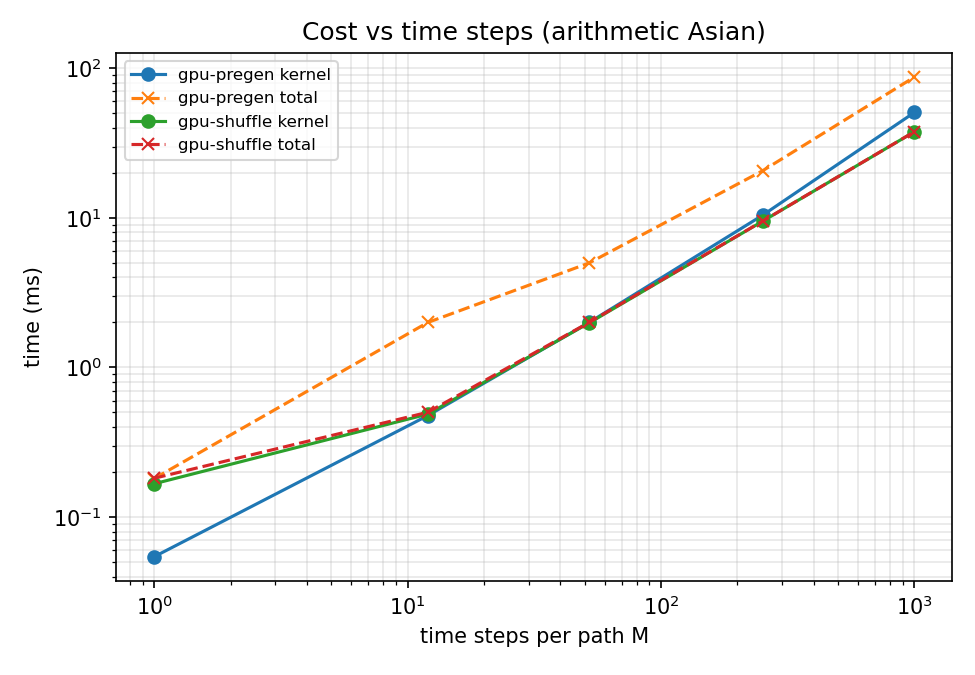 Cost vs time steps (arithmetic Asian)
gpu-pregen kernel
gpu-pregen total
gpu-shuffle kernel
gpu-shuffle total
time (ms)
10²
10¹
10⁰
10⁻¹
10⁰ 10¹ 10² 10³
time steps per path M